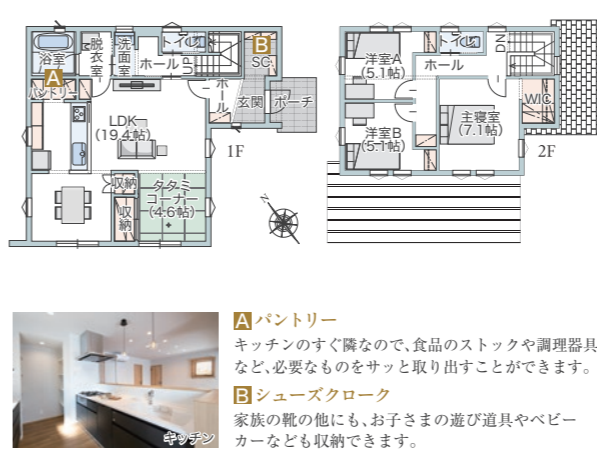 浴室
脱衣室
洗面室
トイレ
ホール
UP
B
SC
A
パントリー
ホール
玄関
ポーチ
LDK
(19.4帖)
1F
収納
収納
タタミ
コーナー
(4.6帖)
洋室A
(5.1帖)
トイレ
ホール
DN
WIC
主寝室
(7.1帖)
洋室B
(5.1帖)
2F
N
キッチン
A パントリー
キッチンのすぐ隣なので、食品のストックや調理器具
など、必要なものをサッと取り出すことができます。
B シューズクローク
家族の靴の他にも、お子さまの遊び道具やベビー
カーなども収納できます。